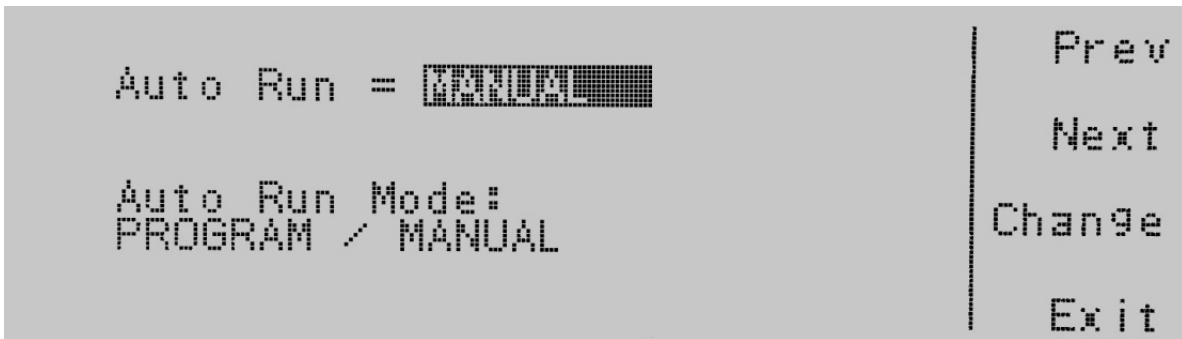 Auto Run = MANUAL
Auto Run Mode:
PROGRAM / MANUAL
Prev
Next
Change
Exit